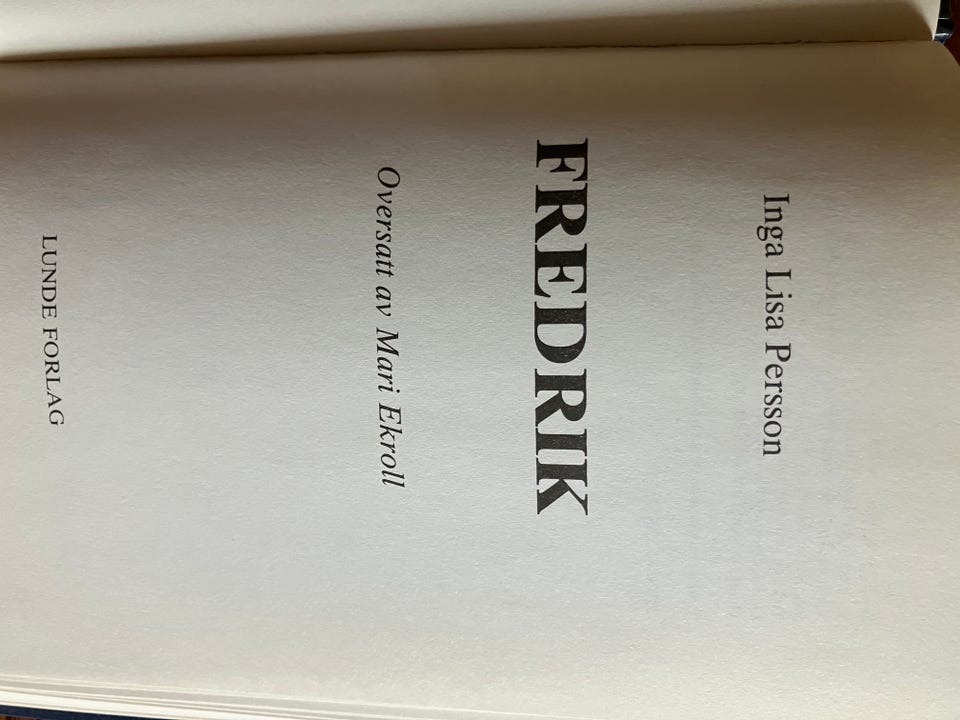 Inga Lisa Persson
FREDRIK
Oversatt av Mari Ekroll
LUNDE FORLAG